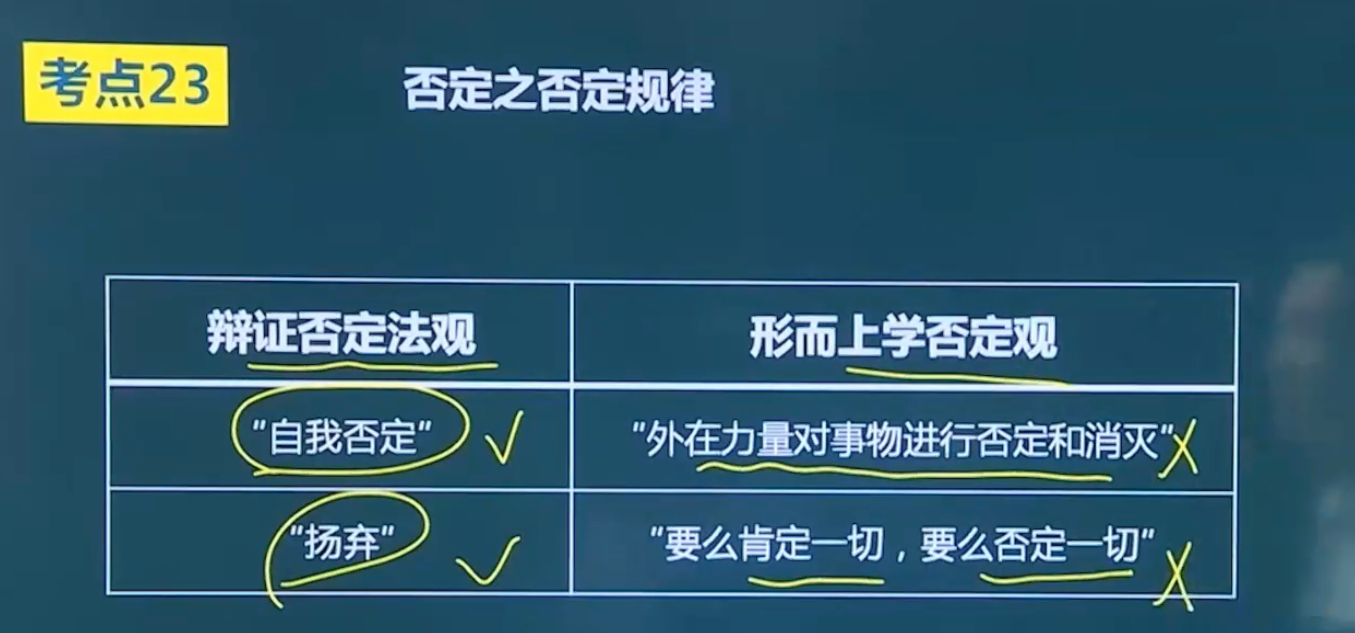 考点23
否定之否定规律
辩证否定法观
形而上学否定观
“自我否定”
“外在力量对事物进行否定和消灭”
“扬弃”
“要么肯定一切，要么否定一切”